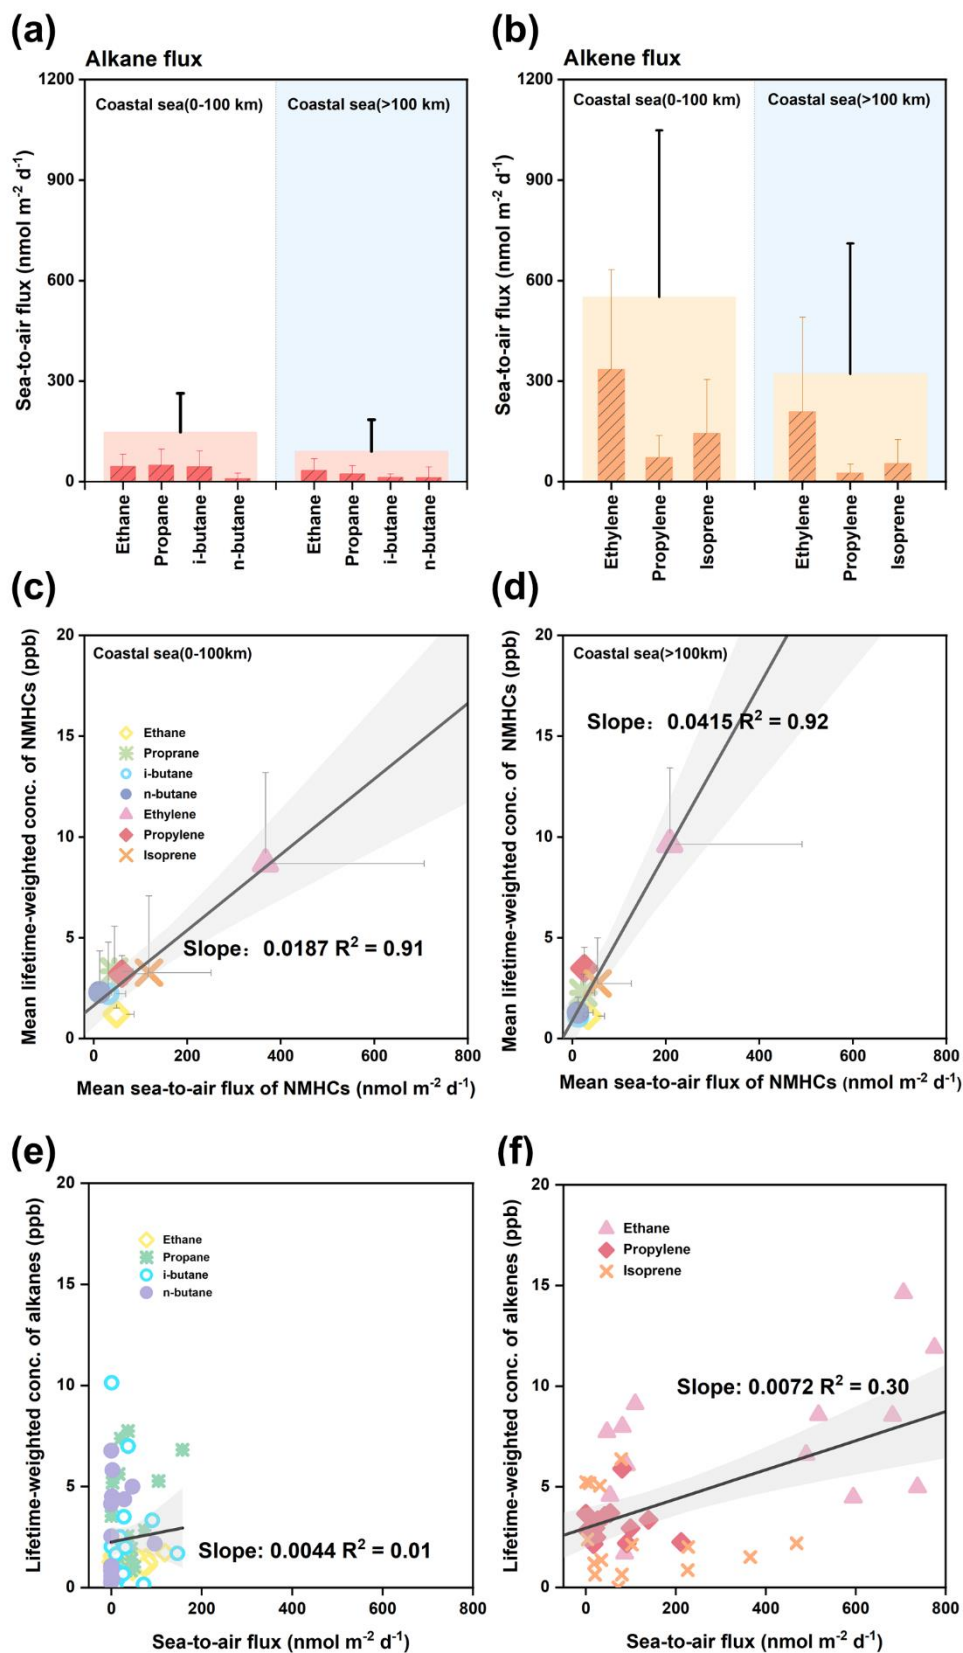 (a)
Alkane flux
Sea-to-air flux (nmol m⁻² d⁻¹)
1200
900
600
300
0
Coastal sea(0-100 km)
Coastal sea(>100 km)
Ethane
Propane
i-butane
n-butane
Ethane
Propane
i-butane
n-butane
(b)
Alkene flux
Sea-to-air flux (nmol m⁻² d⁻¹)
1200
900
600
300
0
Coastal sea(0-100 km)
Coastal sea(>100 km)
Ethylene
Propylene
Isoprene
Ethylene
Propylene
Isoprene
(c)
Mean lifetime-weighted conc. of NMHCs (ppb)
20
15
10
5
0
Coastal sea(0-100km)
Ethane
Proprane
i-butane
n-butane
Ethylene
Propylene
Isoprene
Slope: 0.0187 R² = 0.91
0 200 400 600 800
Mean sea-to-air flux of NMHCs (nmol m⁻² d⁻¹)
(d)
Mean lifetime-weighted conc. of NMHCs (ppb)
20
15
10
5
0
Coastal sea(>100km)
Slope: 0.0415 R² = 0.92
0 200 400 600 800
Mean sea-to-air flux of NMHCs (nmol m⁻² d⁻¹)
(e)
Lifetime-weighted conc. of alkanes (ppb)
20
15
10
5
0
Ethane
Propane
i-butane
n-butane
Slope: 0.0044 R² = 0.01
0 200 400 600 800
Sea-to-air flux (nmol m⁻² d⁻¹)
(f)
Lifetime-weighted conc. of alkenes (ppb)
20
15
10
5
0
Ethane
Propylene
Isoprene
Slope: 0.0072 R² = 0.30
0 200 400 600 800
Sea-to-air flux (nmol m⁻² d⁻¹)